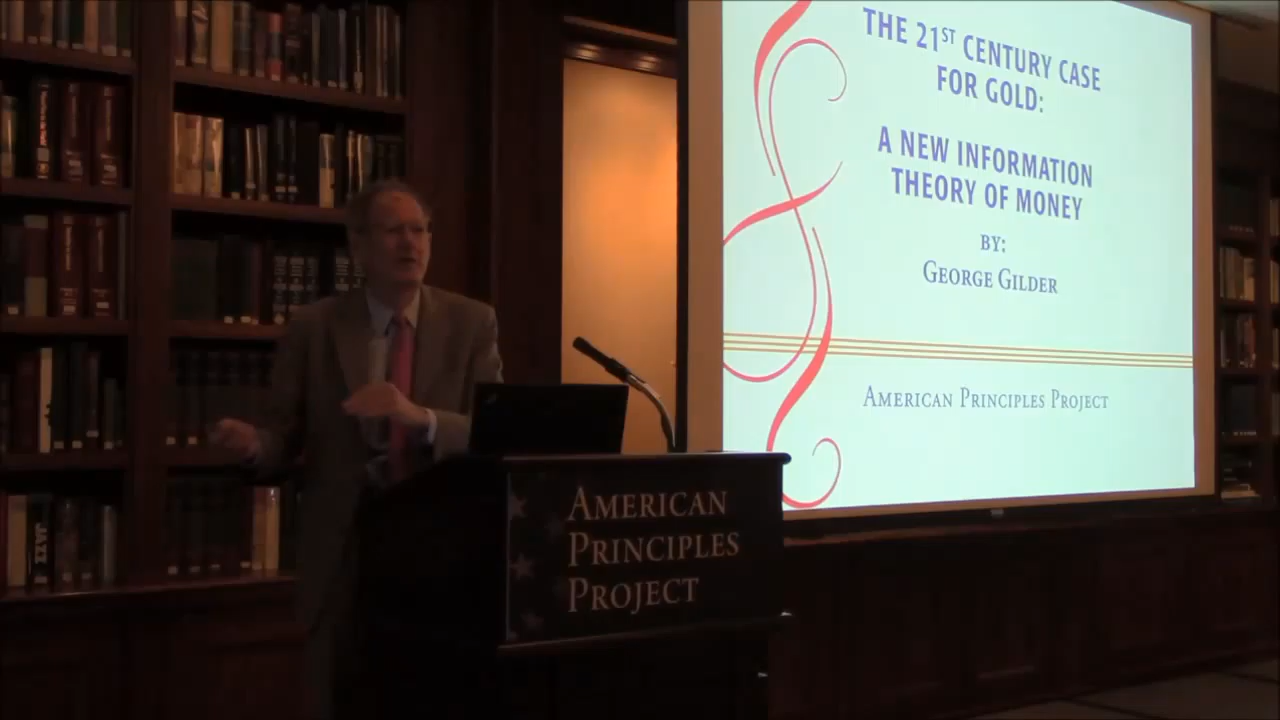 THE 21ST CENTURY CASE
FOR GOLD:
A NEW INFORMATION
THEORY OF MONEY
BY:
GEORGE GILDER
AMERICAN PRINCIPLES PROJECT
AMERICAN
PRINCIPLES
PROJECT
JAZZ